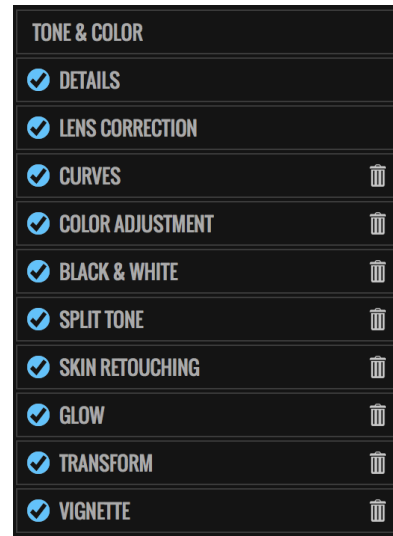 TONE & COLOR
DETAILS
LENS CORRECTION
CURVES
COLOR ADJUSTMENT
BLACK & WHITE
SPLIT TONE
SKIN RETOUCHING
GLOW
TRANSFORM
VIGNETTE